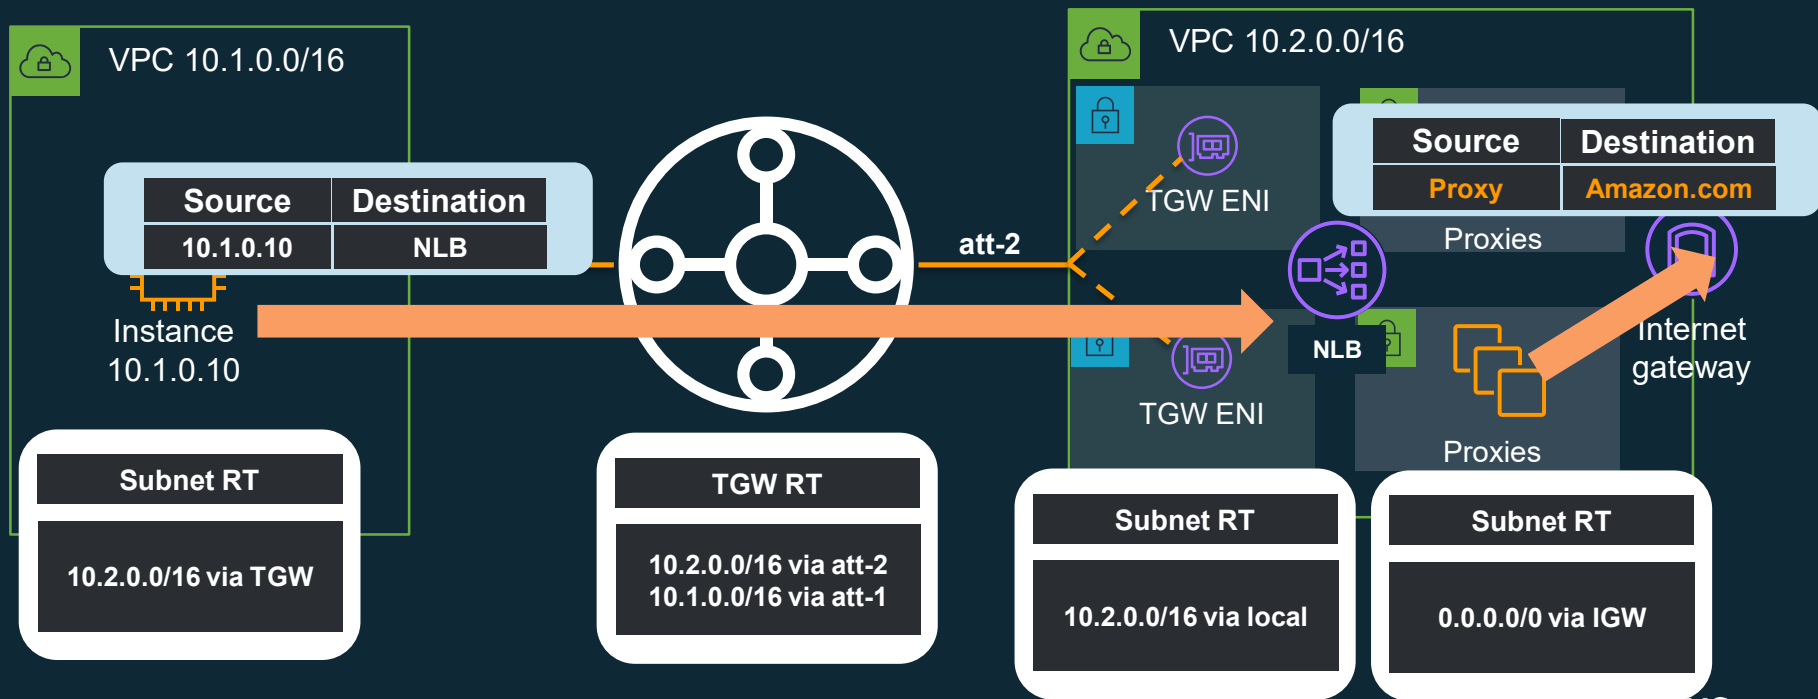 VPC 10.1.0.0/16
Source Destination
10.1.0.10 NLB
Instance
10.1.0.10
Subnet RT
10.2.0.0/16 via TGW
TGW RT
10.2.0.0/16 via att-2
10.1.0.0/16 via att-1
att-2
VPC 10.2.0.0/16
TGW ENI
Source Destination
Proxy Amazon.com
Proxies
NLB
Internet
gateway
TGW ENI
Proxies
Subnet RT
10.2.0.0/16 via local
Subnet RT
0.0.0.0/0 via IGW